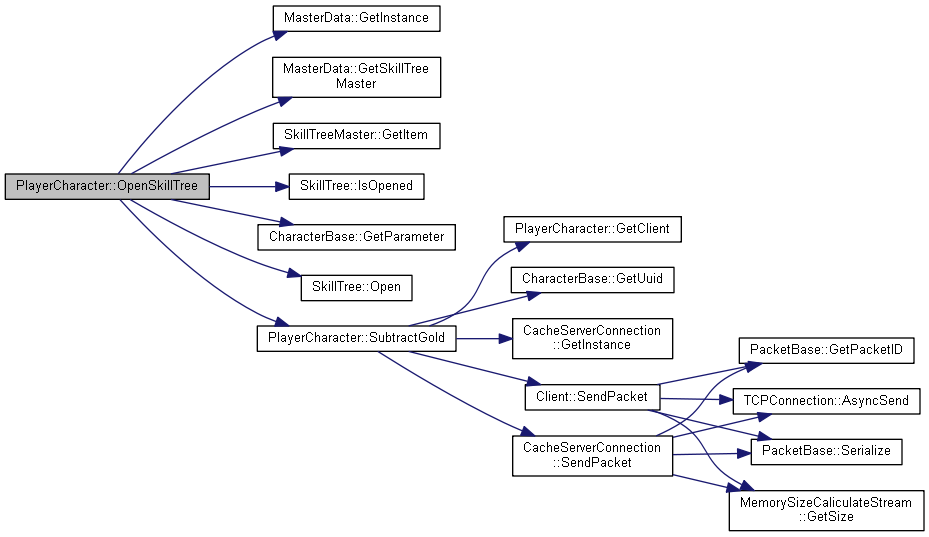 MasterData::GetInstance
MasterData::GetSkillTree
Master
SkillTreeMaster::GetItem
PlayerCharacter::OpenSkillTree
SkillTree::IsOpened
CharacterBase::GetParameter
SkillTree::Open
PlayerCharacter::SubtractGold
PlayerCharacter::GetClient
CharacterBase::GetUuid
CacheServerConnection
::GetInstance
Client::SendPacket
CacheServerConnection
::SendPacket
PacketBase::GetPacketID
TCPConnection::AsyncSend
PacketBase::Serialize
MemorySizeCaliculateStream
::GetSize